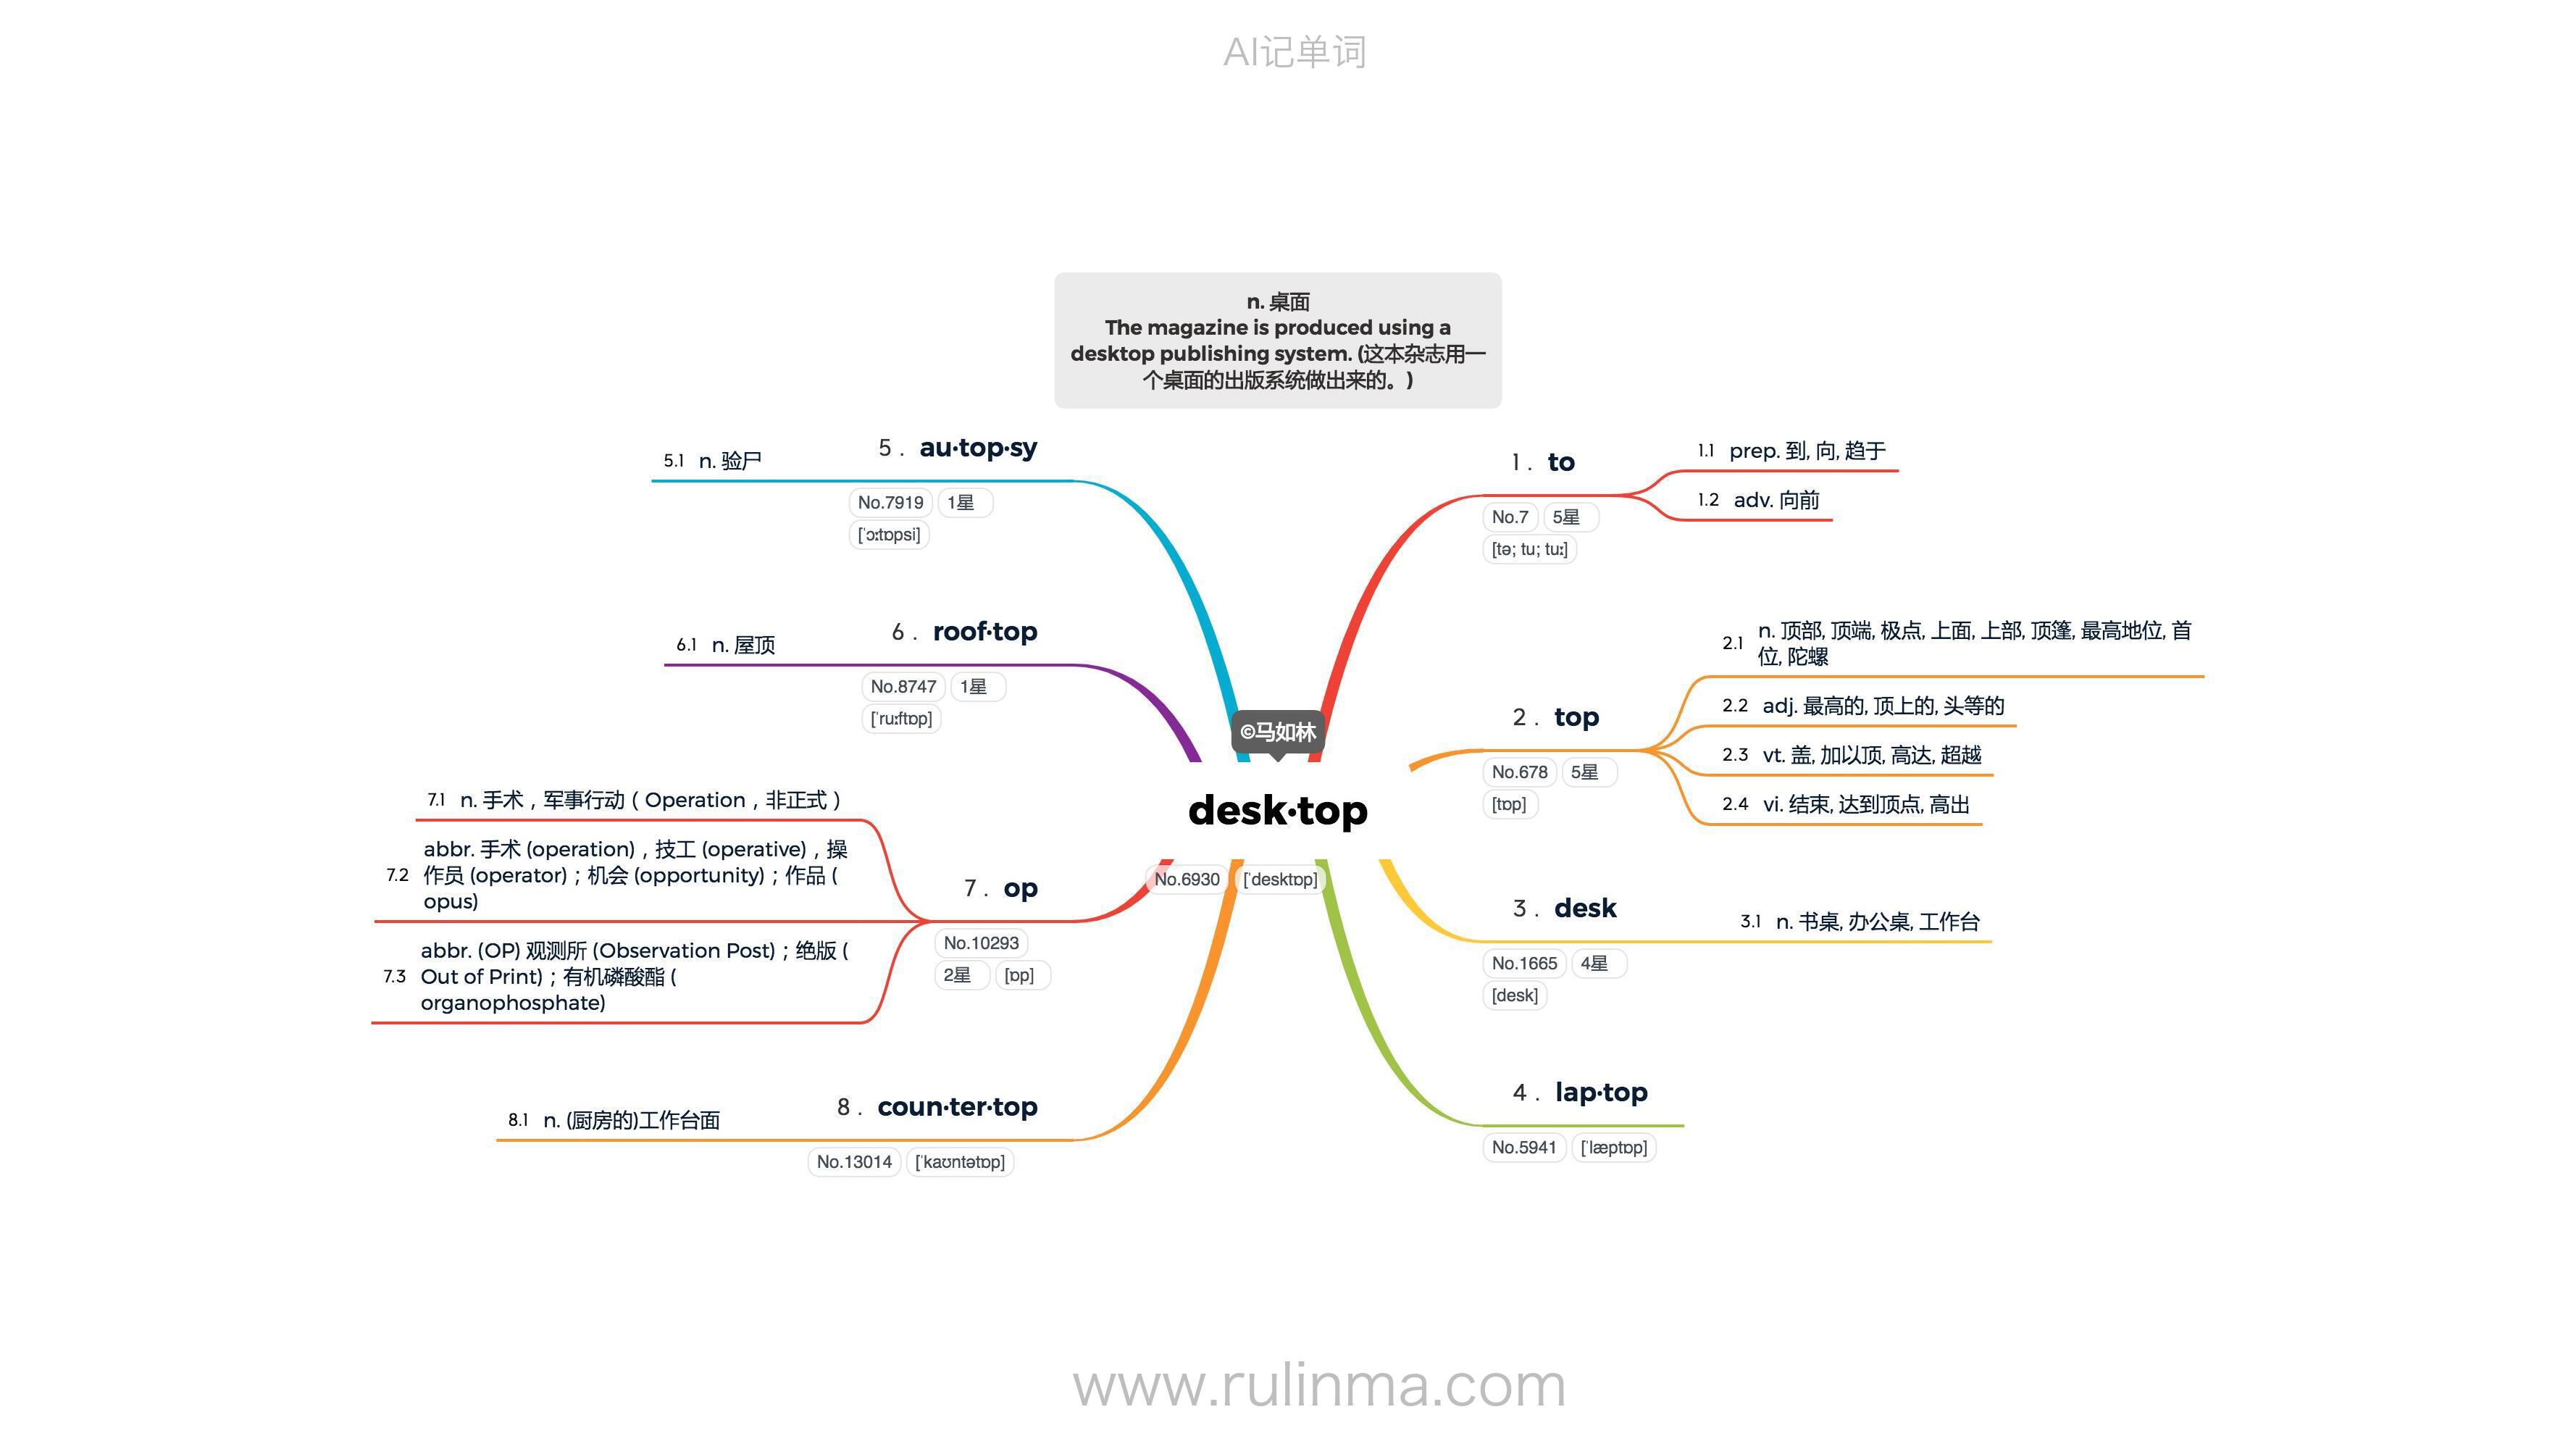 AI记单词
n. 桌面
The magazine is produced using a
desktop publishing system. (这本杂志用一
个桌面的出版系统做出来的。)
©马如林
desk·top
No.6930 [ˈdesktɒp]
1 . to
No.7 5星
[tə; tu; tuː]
1.1 prep. 到, 向, 趋于
1.2 adv. 向前
2 . top
No.678 5星
[tɒp]
2.1 n. 顶部, 顶端, 极点, 上面, 上部, 顶篷, 最高地位, 首
位, 陀螺
2.2 adj. 最高的, 顶上的, 头等的
2.3 vt. 盖, 加以顶, 高达, 超越
2.4 vi. 结束, 达到顶点, 高出
3 . desk
No.1665 4星
[desk]
3.1 n. 书桌, 办公桌, 工作台
4 . lap·top
No.5941 [ˈlæptɒp]
5 . au·top·sy
No.7919 1星
[ˈɔːtɒpsi]
5.1 n. 验尸
6 . roof·top
No.8747 1星
[ˈruːftɒp]
6.1 n. 屋顶
7 . op
No.10293
2星 [ɒp]
7.1 n. 手术，军事行动（Operation，非正式）
7.2 abbr. 手术 (operation)，技工 (operative)，操
作员 (operator)；机会 (opportunity)；作品 (
opus)
7.3 abbr. (OP) 观测所 (Observation Post)；绝版 (
Out of Print)；有机磷酸酯 (
organophosphate)
8 . coun·ter·top
No.13014 [ˈkaʊntətɒp]
8.1 n. (厨房的)工作台面
www.rulinma.com